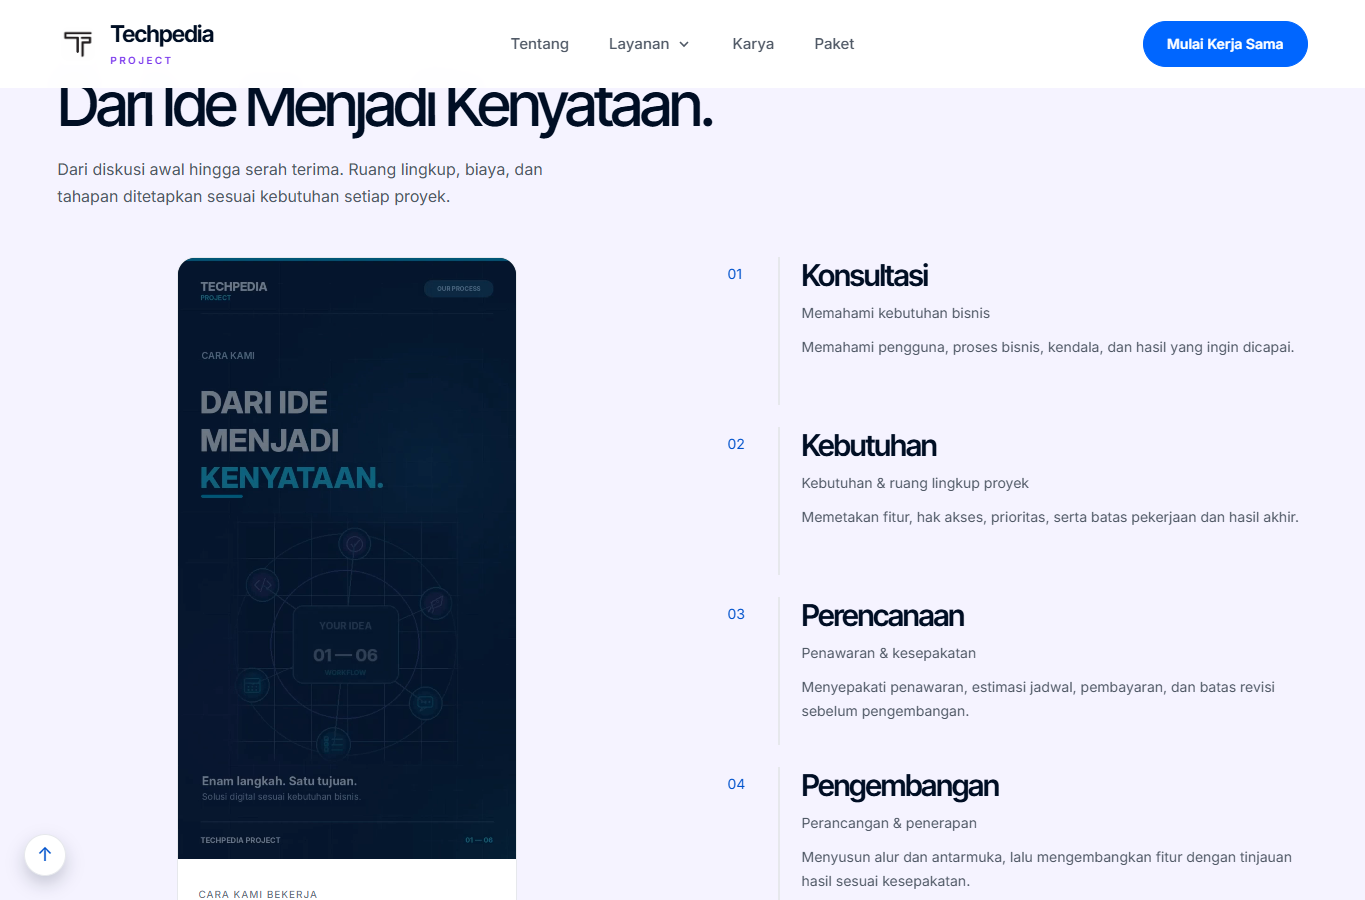 Techpedia
PROJECT
Tentang
Layanan
Karya
Paket
Mulai Kerja Sama
Dari Ide Menjadi Kenyataan.
Dari diskusi awal hingga serah terima. Ruang lingkup, biaya, dan
tahapan ditetapkan sesuai kebutuhan setiap proyek.
TECHPEDIA
PROJECT
OUR PROCESS
CARA KAMI
DARI IDE
MENJADI
KENYATAAN.
YOUR IDEA
01 — 06
WORKFLOW
Enam langkah. Satu tujuan.
Solusi digital sesuai kebutuhan bisnis.
TECHPEDIA PROJECT
01 — 06
CARA KAMI BEKERJA
01
Konsultasi
Memahami kebutuhan bisnis
Memahami pengguna, proses bisnis, kendala, dan hasil yang ingin dicapai.
02
Kebutuhan
Kebutuhan & ruang lingkup proyek
Memetakan fitur, hak akses, prioritas, serta batas pekerjaan dan hasil akhir.
03
Perencanaan
Penawaran & kesepakatan
Menyepakati penawaran, estimasi jadwal, pembayaran, dan batas revisi
sebelum pengembangan.
04
Pengembangan
Perancangan & penerapan
Menyusun alur dan antarmuka, lalu mengembangkan fitur dengan tinjauan
hasil sesuai kesepakatan.